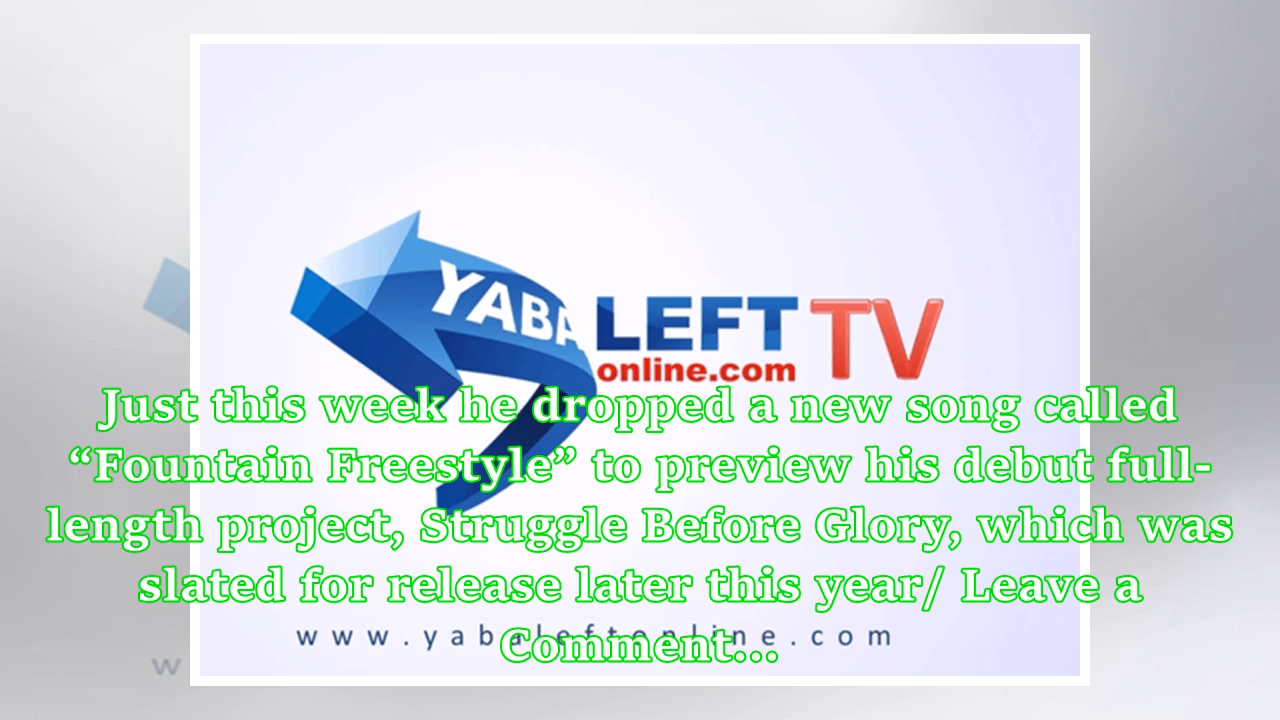 YABA LEFT TV
online.com
Just this week he dropped a new song called
“Fountain Freestyle” to preview his debut full-
length project, Struggle Before Glory, which was
slated for release later this year/ Leave a
www.yabaleftonline.com
Comment...
w